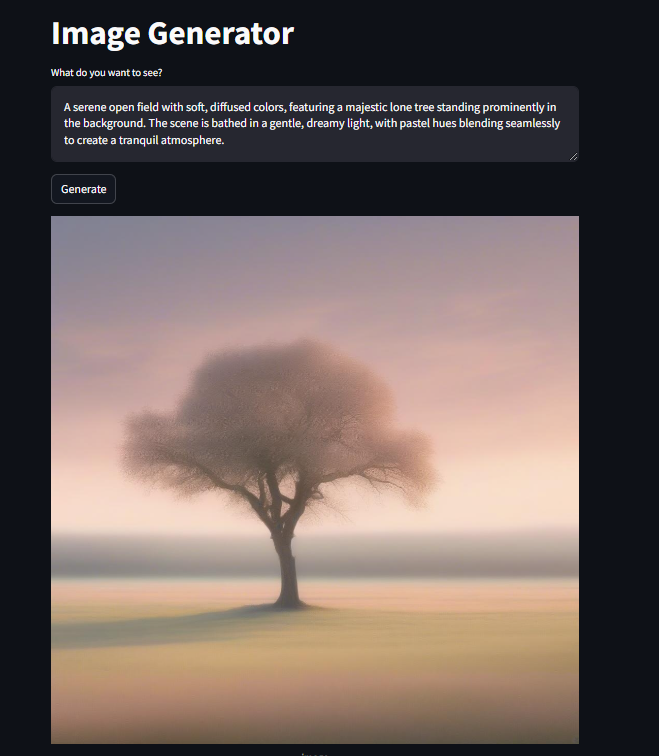 Image Generator
What do you want to see?
A serene open field with soft, diffused colors, featuring a majestic lone tree standing prominently in
the background. The scene is bathed in a gentle, dreamy light, with pastel hues blending seamlessly
to create a tranquil atmosphere.
Generate